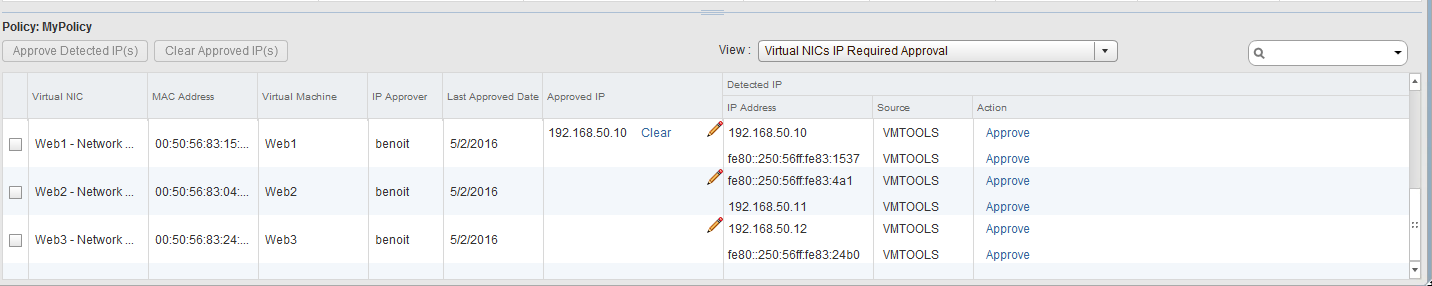 Policy: MyPolicy
Approve Detected IP(s) Clear Approved IP(s) View : Virtual NICs IP Required Approval
Virtual NIC MAC Address Virtual Machine IP Approver Last Approved Date Approved IP Detected IP
IP Address Source Action
Web1 - Network ... 00:50:56:83:15:... Web1 benoit 5/2/2016 192.168.50.10 Clear 192.168.50.10 VMTOOLS Approve
fe80::250:56ff:fe83:1537 VMTOOLS Approve
Web2 - Network ... 00:50:56:83:04:... Web2 benoit 5/2/2016 fe80::250:56ff:fe83:4a1 VMTOOLS Approve
192.168.50.11 VMTOOLS Approve
Web3 - Network ... 00:50:56:83:24:... Web3 benoit 5/2/2016 192.168.50.12 VMTOOLS Approve
fe80::250:56ff:fe83:24b0 VMTOOLS Approve